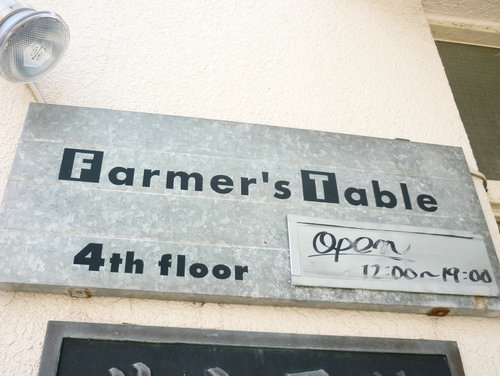 Farmer's Table
4th floor
Open
12:00~19:00